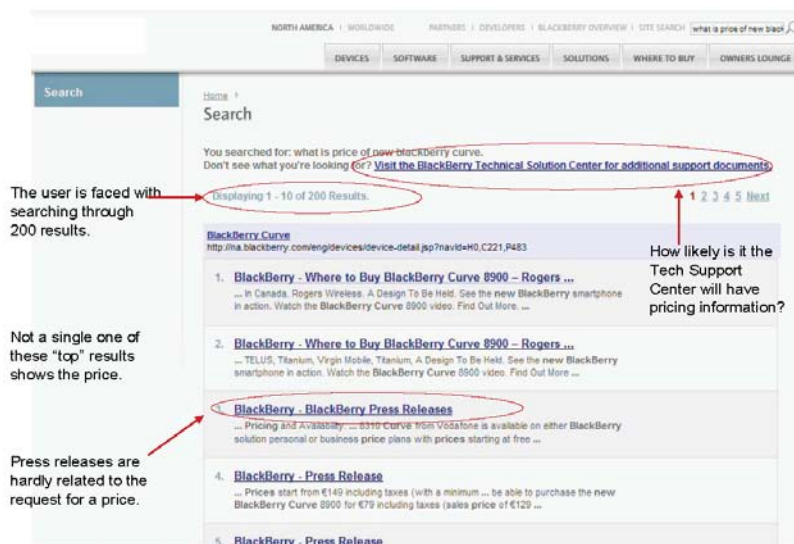 NORTH AMERICA | WORLDWIDE PARTNERS | DEVELOPERS | BLACKBERRY OVERVIEW | SITE SEARCH what is price of new black
DEVICES SOFTWARE SUPPORT & SERVICES SOLUTIONS WHERE TO BUY OWNERS LOUNGE
Search
Home
Search
You searched for: what is price of new blackberry curve.
Don't see what you're looking for? Visit the BlackBerry Technical Solution Center for additional support documents.
The user is faced with
searching through
200 results.
Displaying 1 - 10 of 200 Results.
1 2 3 4 5 Next
BlackBerry Curve
http://na.blackberry.com/eng/devices/device-detail.jsp?navId=H0,C221,P483
How likely is it the
Tech Support
Center will have
pricing information?
1. BlackBerry - Where to Buy BlackBerry Curve 8900 – Rogers ...
... In Canada. Rogers Wireless. A Design To Be Held. See the new BlackBerry smartphone
in action. Watch the BlackBerry Curve 8900 video. Find Out More. ...
Not a single one of
these “top” results
shows the price.
2. BlackBerry - Where to Buy BlackBerry Curve 8900 – Rogers ...
... TELUS, Titanium, Virgin Mobile, Titanium, A Design To Be Held. See the new BlackBerry
smartphone in action. Watch the BlackBerry Curve 8900 video. Find Out More ...
3. BlackBerry - BlackBerry Press Releases
... Pricing and Availability. ... 8310 Curve from Vodafone is available on either BlackBerry
solution personal or business price plans with prices starting at free ...
Press releases are
hardly related to the
request for a price.
4. BlackBerry - Press Release
... Prices start from €149 including taxes (with a minimum ... be able to purchase the new
BlackBerry Curve 8900 for €79 including taxes (sales price of €129 ...
5. BlackBerry - Press Release